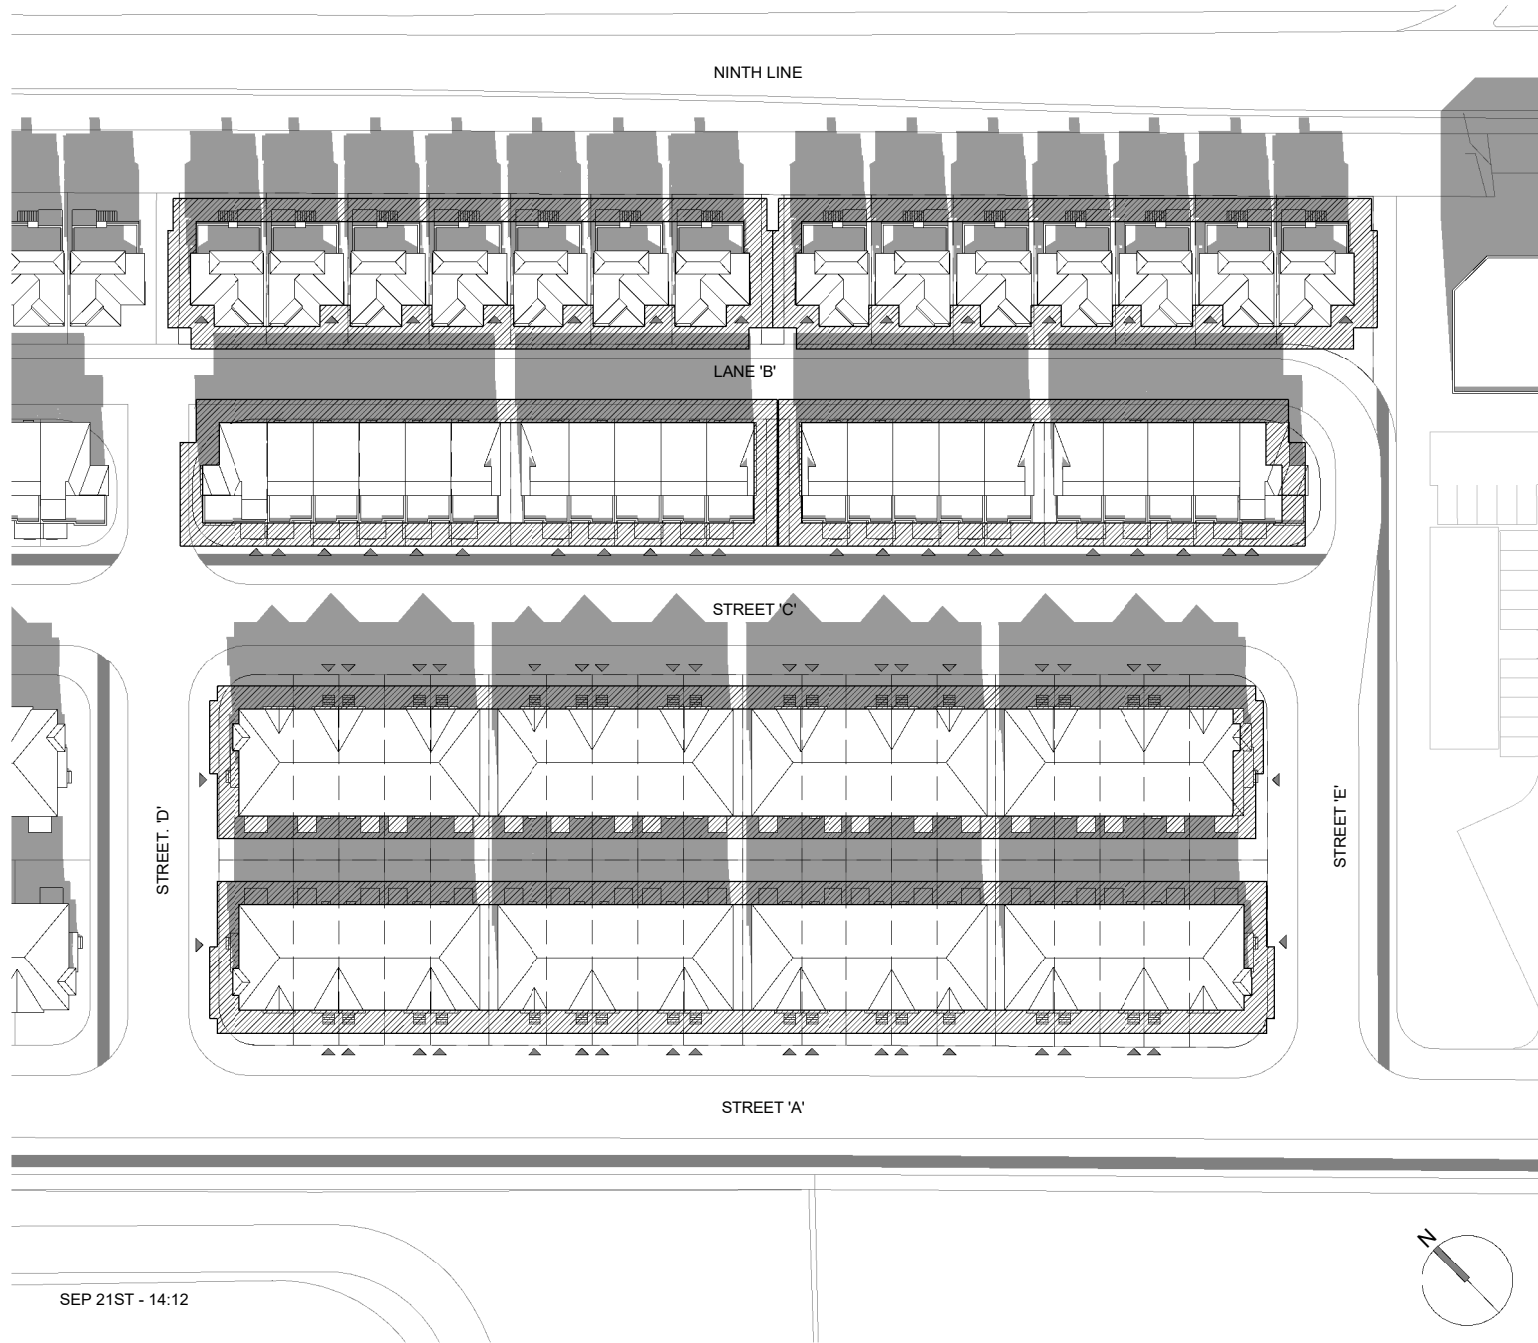 NINTH LINE
LANE 'B'
STREET 'C'
STREET. 'D'
STREET 'E'
STREET 'A'
N
SEP 21ST - 14:12